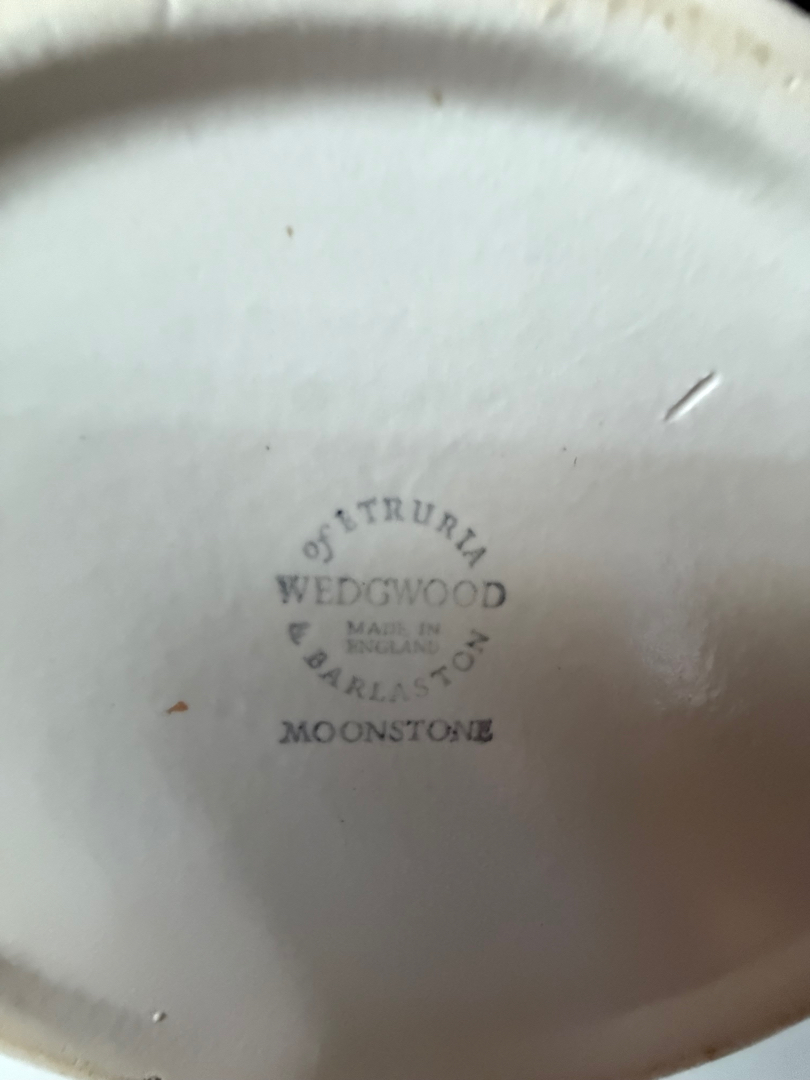 of ETRURIA
WEDGWOOD
MADE IN
ENGLAND
& BARLASTON
MOONSTONE